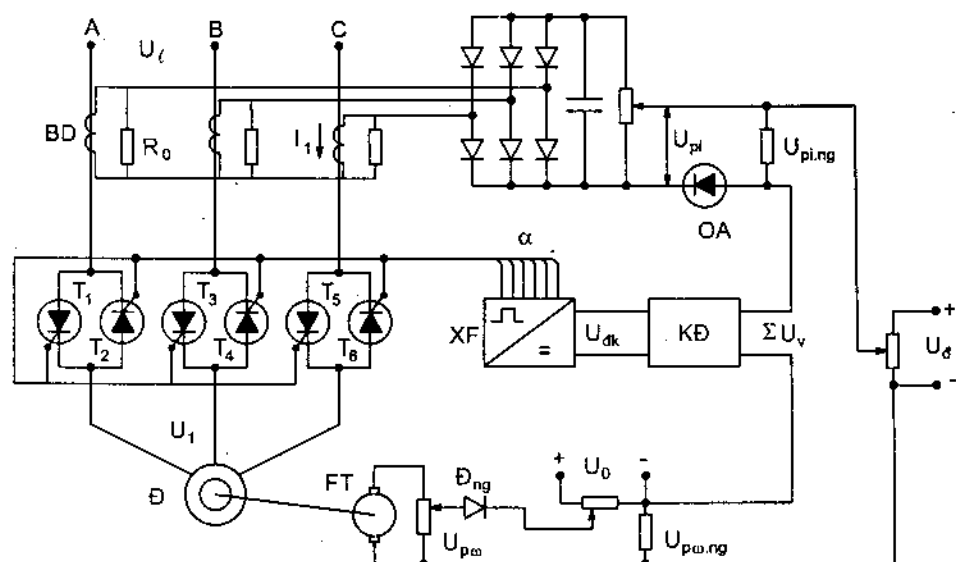 A B C
Uℓ
BD R₀ I₁
Uₚᵢ Uₚᵢ.ₙg
OA
α
T₁ T₃ T₅
T₂ T₄ T₆
XF = Uđk KĐ ΣUᵥ
+
Uđ
-
U₁
Đ FT Đng + U₀ -
Upω Upω.ng